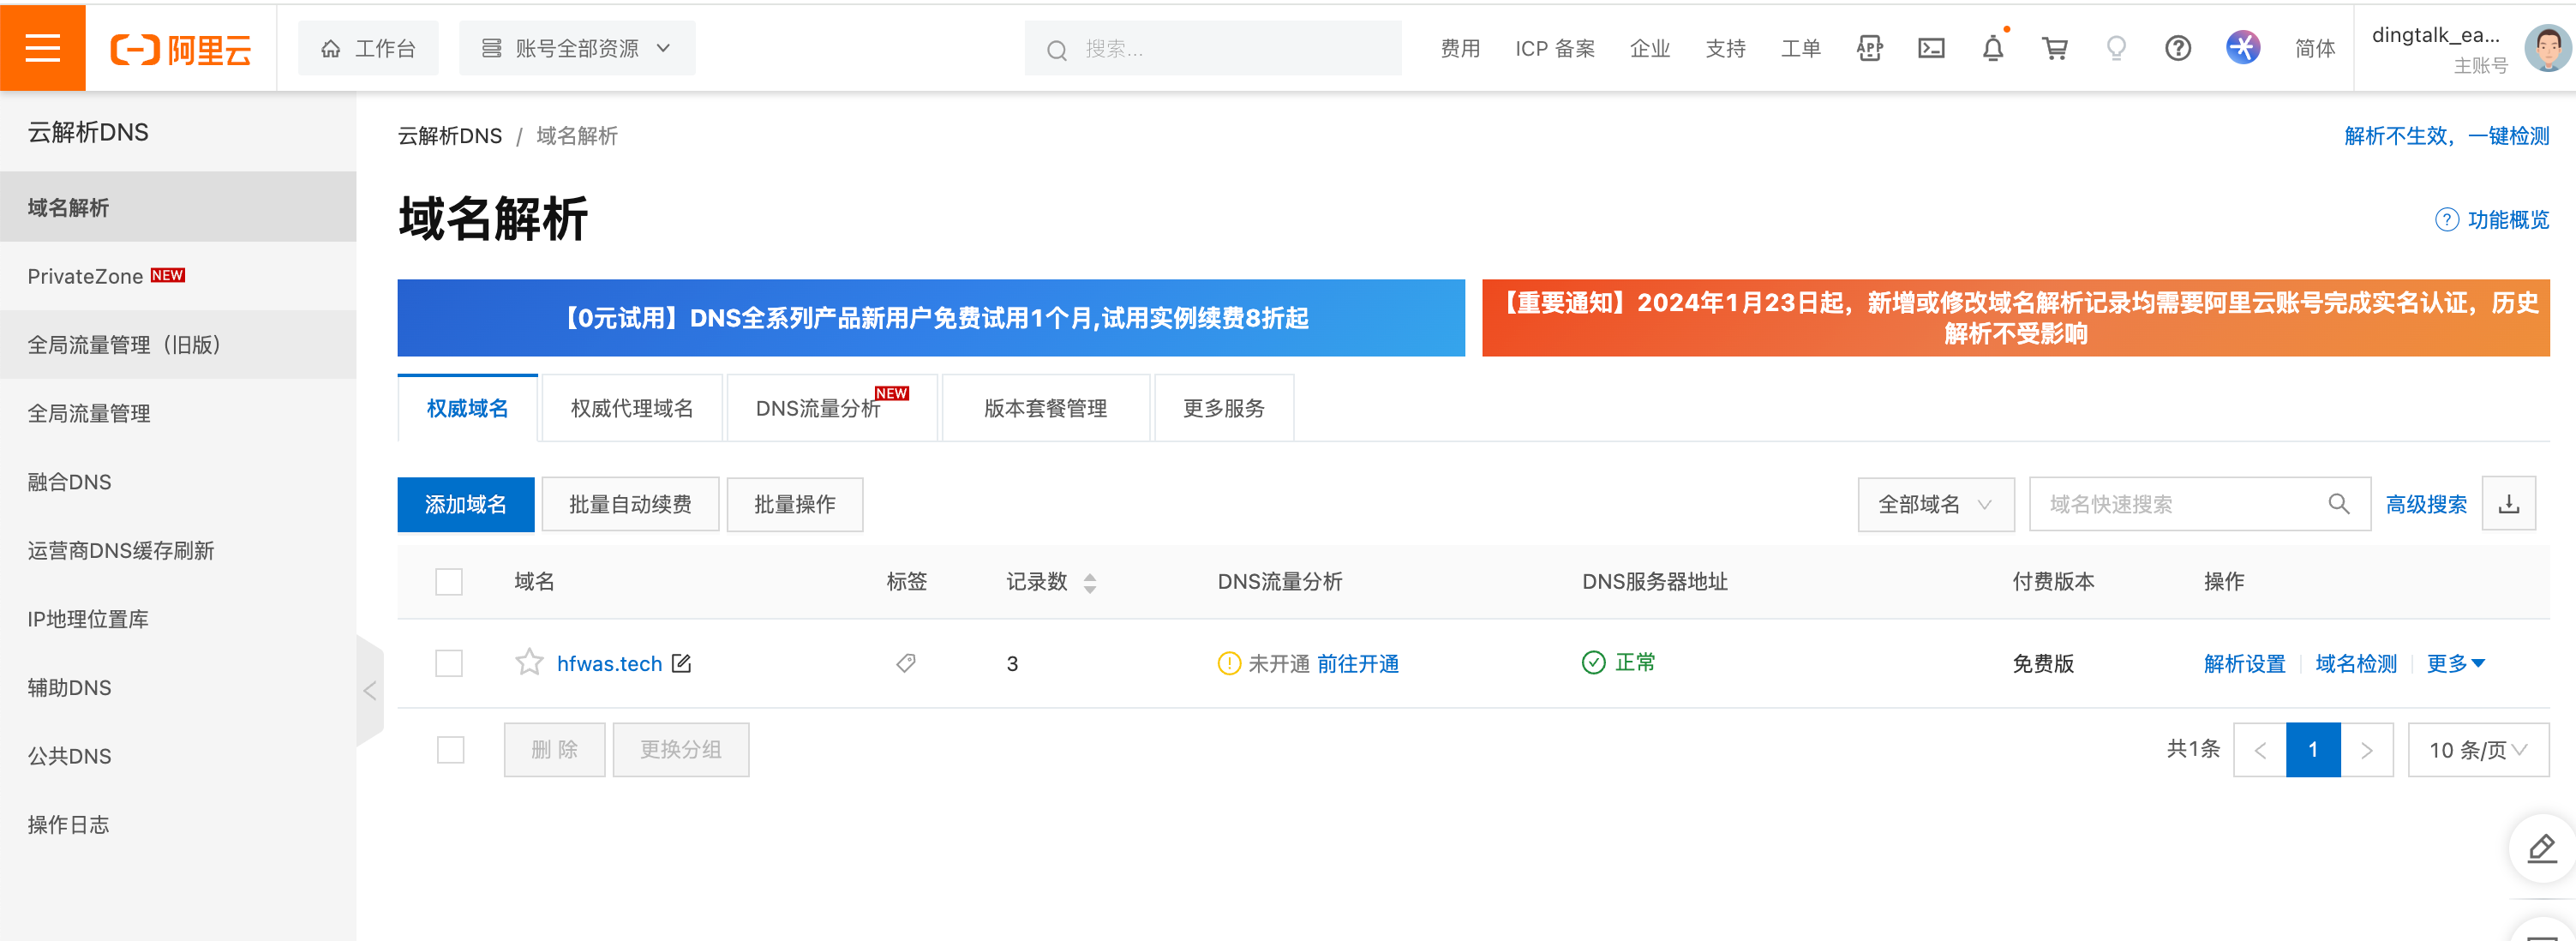 阿里云
工作台
账号全部资源
搜索...
费用
ICP 备案
企业
支持
工单
APP
简体
dingtalk_ea...
主账号
云解析DNS
域名解析
PrivateZone NEW
全局流量管理（旧版）
全局流量管理
融合DNS
运营商DNS缓存刷新
IP地理位置库
辅助DNS
公共DNS
操作日志
云解析DNS / 域名解析
解析不生效，一键检测
域名解析
功能概览
【0元试用】DNS全系列产品新用户免费试用1个月,试用实例续费8折起
【重要通知】2024年1月23日起，新增或修改域名解析记录均需要阿里云账号完成实名认证，历史
解析不受影响
权威域名
权威代理域名
DNS流量分析 NEW
版本套餐管理
更多服务
添加域名
批量自动续费
批量操作
全部域名
域名快速搜索
高级搜索
域名 标签 记录数 DNS流量分析 DNS服务器地址 付费版本 操作
hfwas.tech 3 未开通 前往开通 正常 免费版 解析设置 域名检测 更多
删 除
更换分组
共1条
1
10 条/页